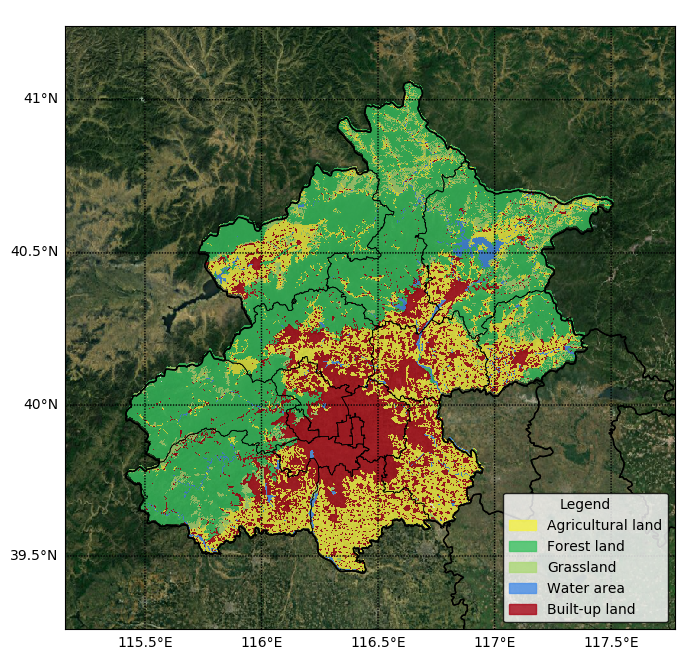 41°N
40.5°N
40°N
39.5°N
Legend
Agricultural land
Forest land
Grassland
Water area
Built-up land
115.5°E
116°E
116.5°E
117°E
117.5°E